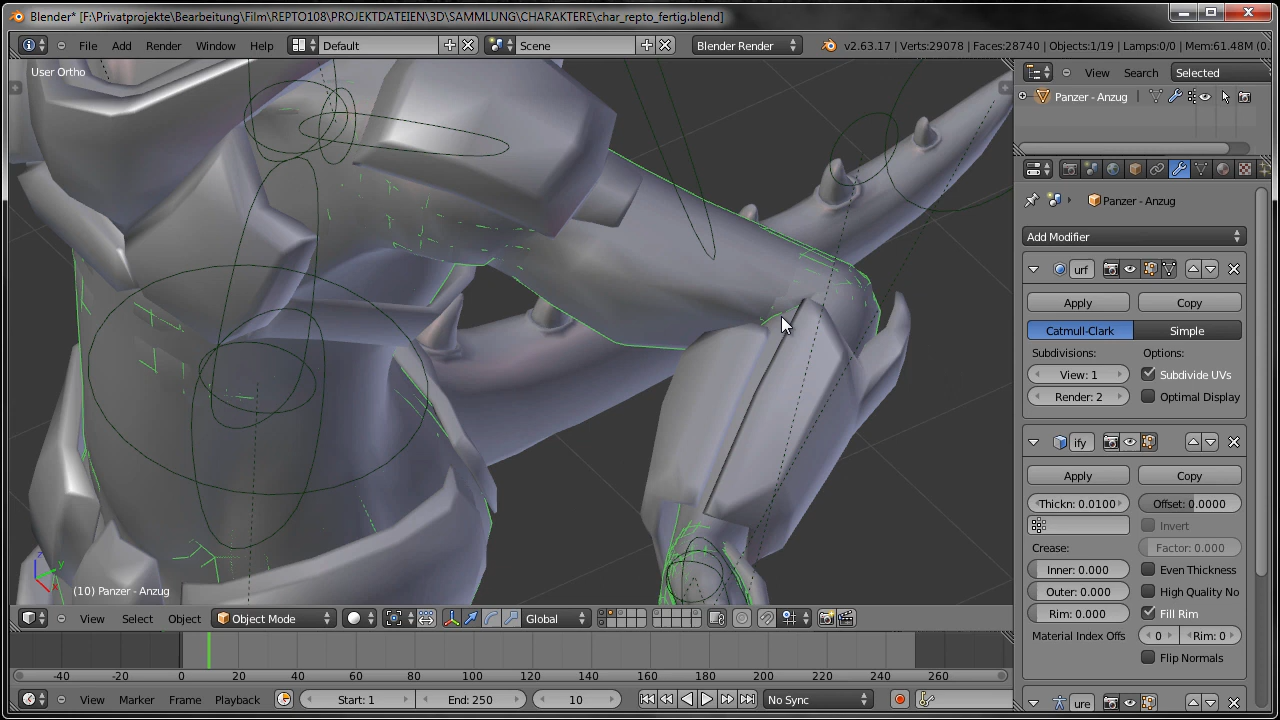 Blender* [F:\Privatprojekte\Bearbeitung\Film\REPTO108\PROJEKTDATEIEN\3D\SAMMLUNG\CHARAKTERE\char_repto_fertig.blend]
File Add Render Window Help Default Scene Blender Render v2.63.17 | Verts:29078 | Faces:28740 | Objects:1/19 | Lamps:0/0 | Mem:61.48M (0.
User Ortho
View Search Selected
Panzer - Anzug
Panzer - Anzug
Add Modifier
urf
Apply Copy
Catmull-Clark Simple
Subdivisions: Options:
View: 1 Subdivide UVs
Render: 2 Optimal Display
ify
Apply Copy
Thickn: 0.0100 Offset: 0.0000
Invert
Crease: Factor: 0.000
Inner: 0.000 Even Thickness
Outer: 0.000 High Quality No
Rim: 0.000 Fill Rim
Material Index Offs 0 Rim: 0
Flip Normals
ure
z y x
(10) Panzer - Anzug
View Select Object Object Mode Global
-40 -20 0 20 40 60 80 100 120 140 160 180 200 220 240 260 280
View Marker Frame Playback Start: 1 End: 250 10 No Sync